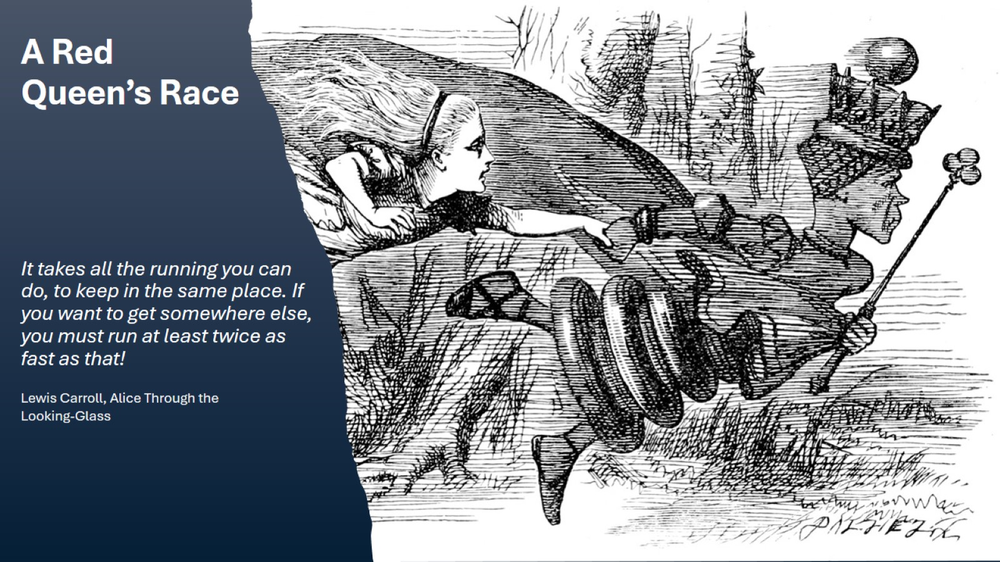 A Red
Queen’s Race
It takes all the running you can
do, to keep in the same place. If
you want to get somewhere else,
you must run at least twice as
fast as that!
Lewis Carroll, Alice Through the
Looking-Glass